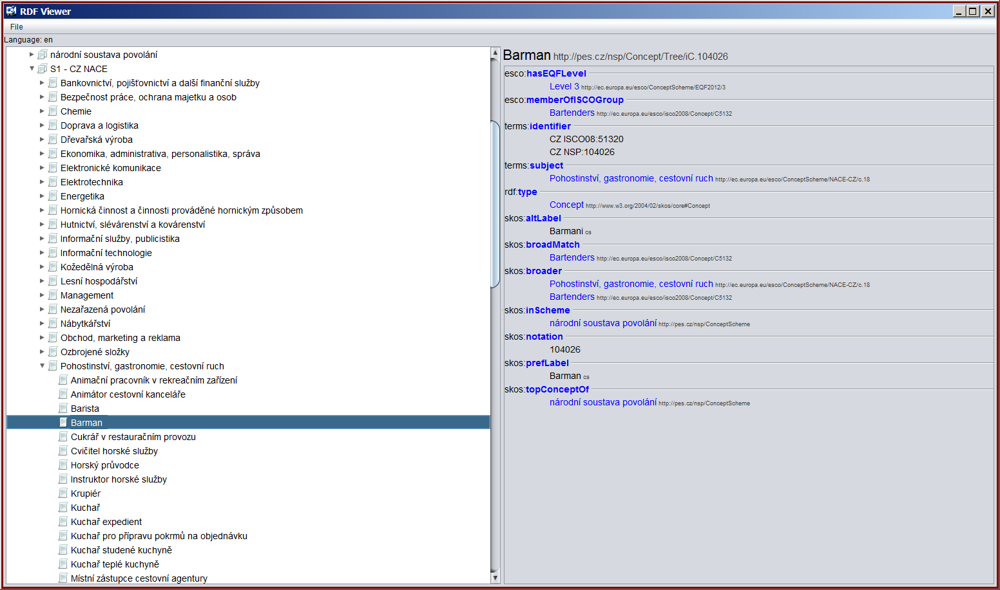 RDF Viewer
File
Language: en
národní soustava povolání
S1 - CZ NACE
Bankovnictví, pojišťovnictví a další finanční služby
Bezpečnost práce, ochrana majetku a osob
Chemie
Doprava a logistika
Dřevařská výroba
Ekonomika, administrativa, personalistika, správa
Elektronické komunikace
Elektrotechnika
Energetika
Hornická činnost a činnosti prováděné hornickým způsobem
Hutnictví, slévárenství a kovárenství
Informační služby, publicistika
Informační technologie
Kožedělná výroba
Lesní hospodářství
Management
Nezařazená povolání
Nábytkářství
Obchod, marketing a reklama
Ozbrojené složky
Pohostinství, gastronomie, cestovní ruch
Animační pracovník v rekreačním zařízení
Animátor cestovní kanceláře
Barista
Barman
Cukrář v restauračním provozu
Cvičitel horské služby
Horský průvodce
Instruktor horské služby
Krupiér
Kuchař
Kuchař expedient
Kuchař pro přípravu pokrmů na objednávku
Kuchař studené kuchyně
Kuchař teplé kuchyně
Místní zástupce cestovní agentury
Barman http://pes.cz/nsp/Concept/Tree/iC.104026
esco:hasEQFLevel
Level 3 http://ec.europa.eu/esco/ConceptScheme/EQF2012/3
esco:memberOfISCOGroup
Bartenders http://ec.europa.eu/esco/isco2008/Concept/C5132
terms:identifier
CZ ISCO08:51320
CZ NSP:104026
terms:subject
Pohostinství, gastronomie, cestovní ruch http://ec.europa.eu/esco/ConceptScheme/NACE-CZ/c.18
rdf:type
Concept http://www.w3.org/2004/02/skos/core#Concept
skos:altLabel
Barmani cs
skos:broadMatch
Bartenders http://ec.europa.eu/esco/isco2008/Concept/C5132
skos:broader
Pohostinství, gastronomie, cestovní ruch http://ec.europa.eu/esco/ConceptScheme/NACE-CZ/c.18
Bartenders http://ec.europa.eu/esco/isco2008/Concept/C5132
skos:inScheme
národní soustava povolání http://pes.cz/nsp/ConceptScheme
skos:notation
104026
skos:prefLabel
Barman cs
skos:topConceptOf
národní soustava povolání http://pes.cz/nsp/ConceptScheme